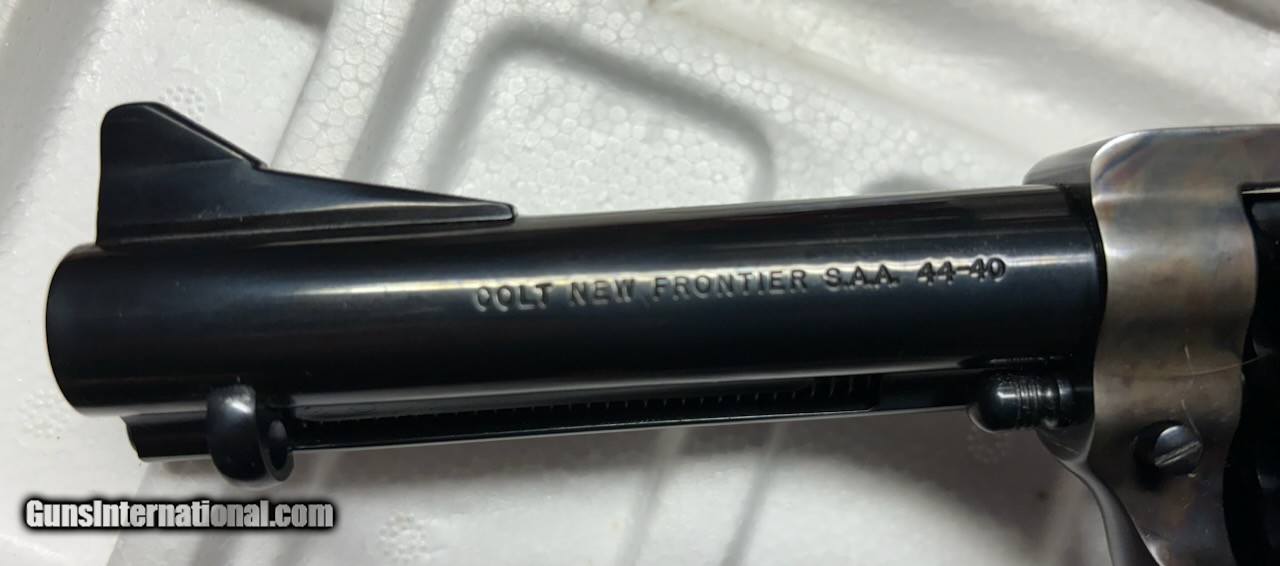 COLT NEW FRONTIER S.A.A. 44-40
GunsInternational.com